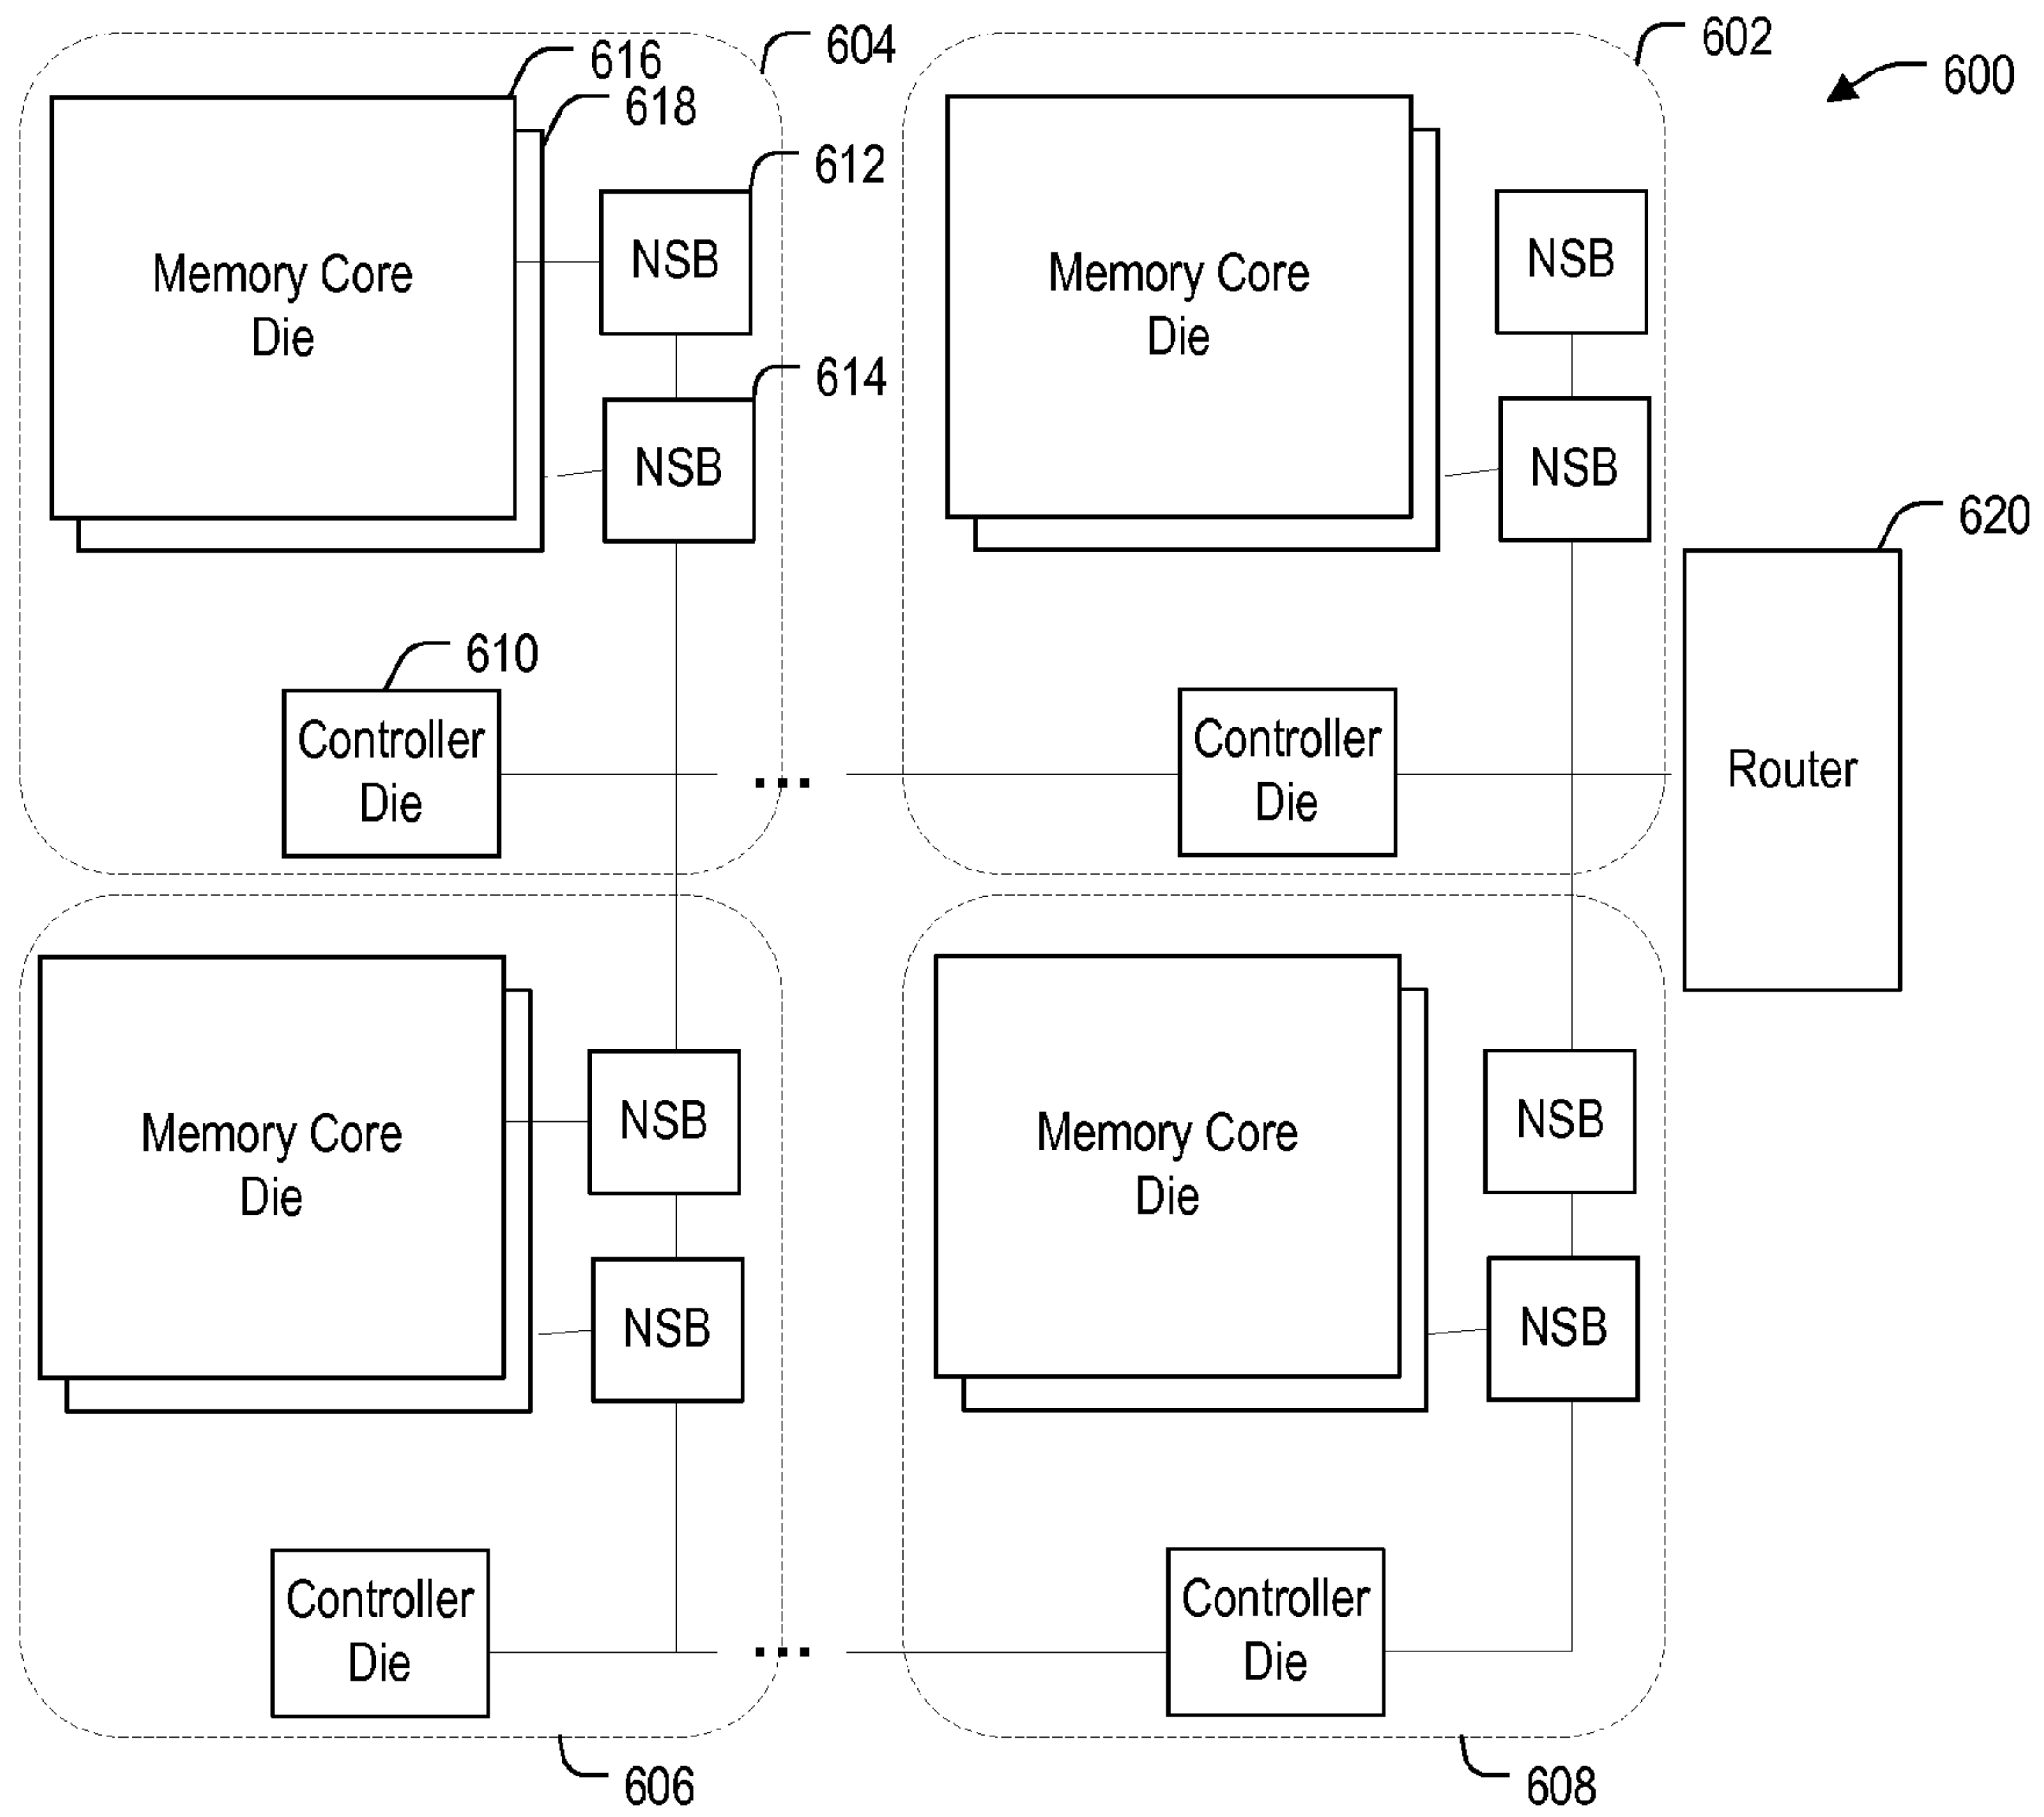 604
602
600
616
618
612
614
Memory Core
Die
NSB
NSB
610
Controller
Die
...
Memory Core
Die
NSB
NSB
Controller
Die
620
Router
Memory Core
Die
NSB
NSB
Controller
Die
...
Memory Core
Die
NSB
NSB
Controller
Die
606
608